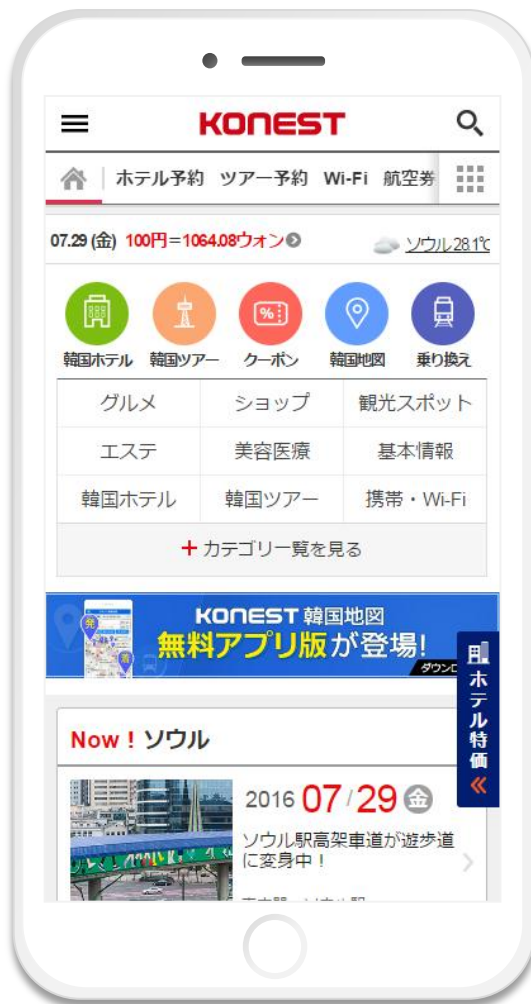 KONEST
ホテル予約 ツアー予約 Wi-Fi 航空券
07.29 (金) 100円=1064.08ウォン ソウル 28.1℃
韓国ホテル 韓国ツアー クーポン 韓国地図 乗り換え
グルメ ショップ 観光スポット
エステ 美容医療 基本情報
韓国ホテル 韓国ツアー 携帯・Wi-Fi
+ カテゴリ一覧を見る
発
着
KONEST 韓国地図
無料アプリ版が登場!
ホテル特価
Now ! ソウル
2016 07/29 金
ソウル駅高架車道が遊歩道
に変身中！